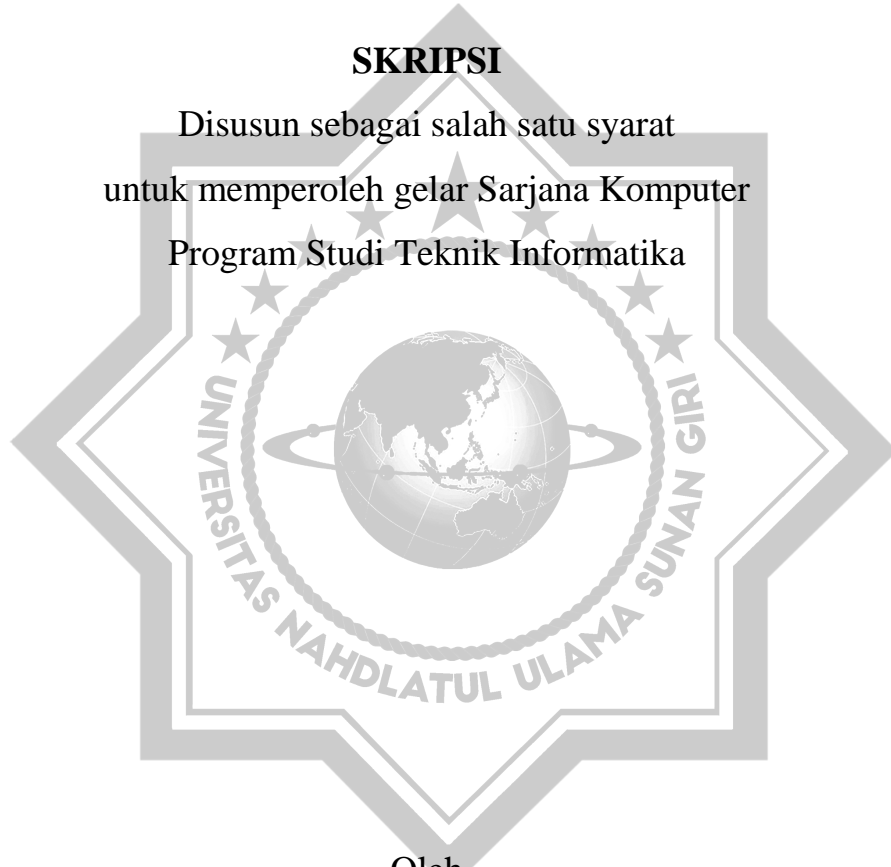 SKRIPSI
Disusun sebagai salah satu syarat
untuk memperoleh gelar Sarjana Komputer
Program Studi Teknik Informatika
UNIVERSITAS NAHDLATUL ULAMA SUNAN GIRI
Oleh